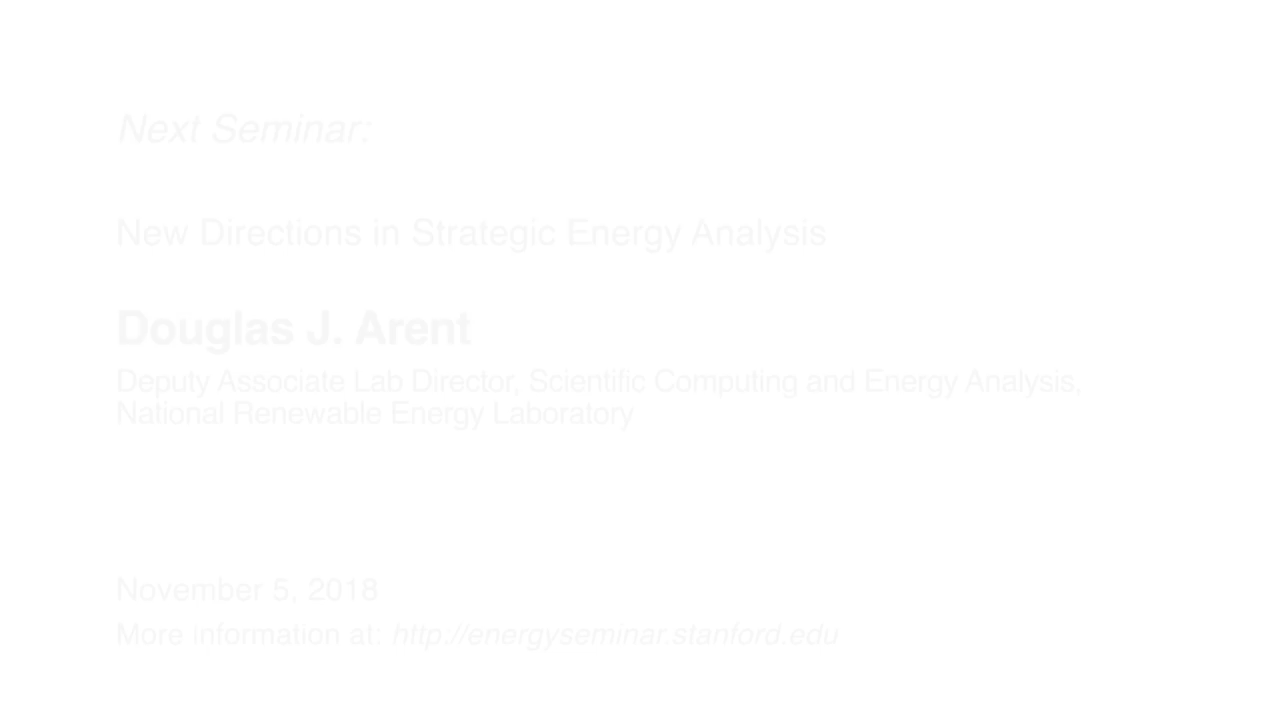 Next Seminar:
New Directions in Strategic Energy Analysis
Douglas J. Arent
Deputy Associate Lab Director, Scientific Computing and Energy Analysis,
National Renewable Energy Laboratory
November 5, 2018
More information at: http://energyseminar.stanford.edu